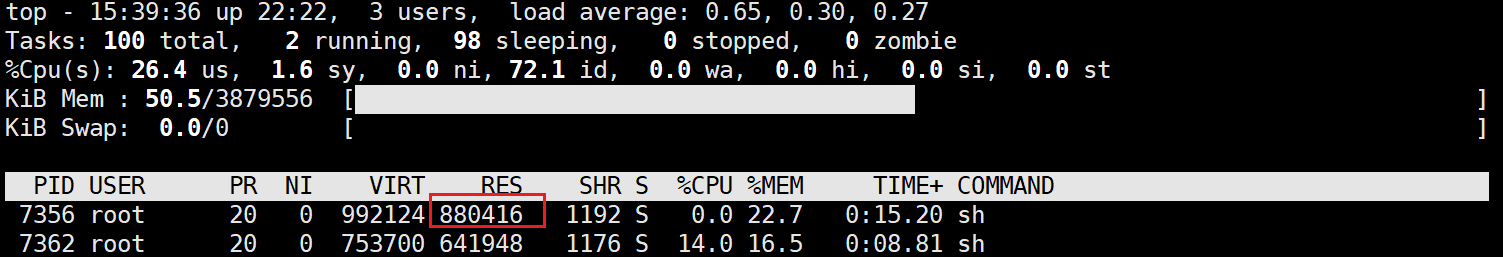 top - 15:39:36 up 22:22,  3 users,  load average: 0.65, 0.30, 0.27
Tasks: 100 total,   2 running,  98 sleeping,   0 stopped,   0 zombie
%Cpu(s): 26.4 us,  1.6 sy,  0.0 ni, 72.1 id,  0.0 wa,  0.0 hi,  0.0 si,  0.0 st
KiB Mem : 50.5/3879556  [ ]
KiB Swap:  0.0/0        [ ]
  PID USER      PR  NI    VIRT    RES    SHR S  %CPU %MEM     TIME+ COMMAND
 7356 root      20   0  992124 880416   1192 S   0.0 22.7   0:15.20 sh
 7362 root      20   0  753700 641948   1176 S  14.0 16.5   0:08.81 sh